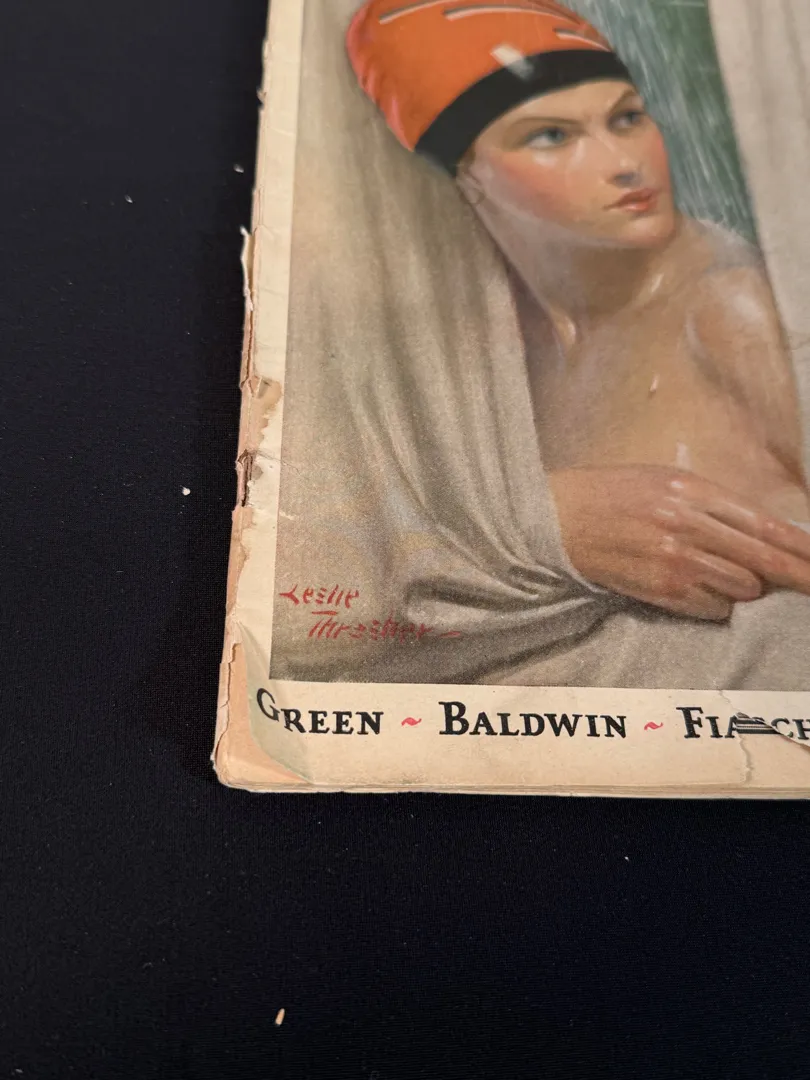 Leslie
Thrasher
GREEN ~ BALDWIN ~